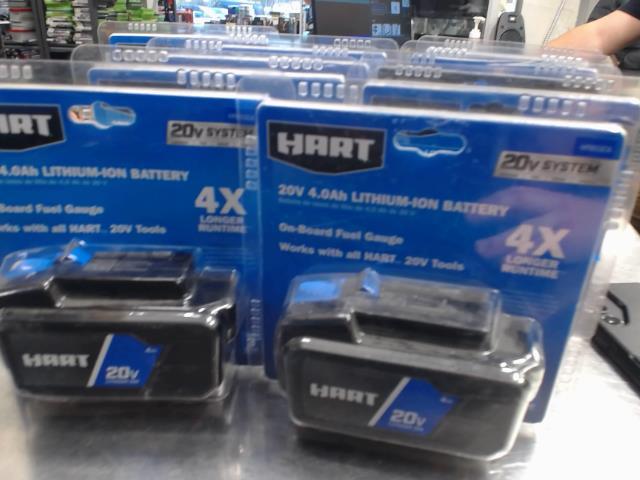 ART
20V SYSTEM
4.0Ah LITHIUM-ION BATTERY
Board Fuel Gauge
Works with all HART 20V Tools
4X
LONGER
RUNTIME
HART
20V
HART
20V SYSTEM
20V 4.0Ah LITHIUM-ION BATTERY
On-Board Fuel Gauge
Works with all HART 20V Tools
4X
LONGER
RUNTIME
HART
20V